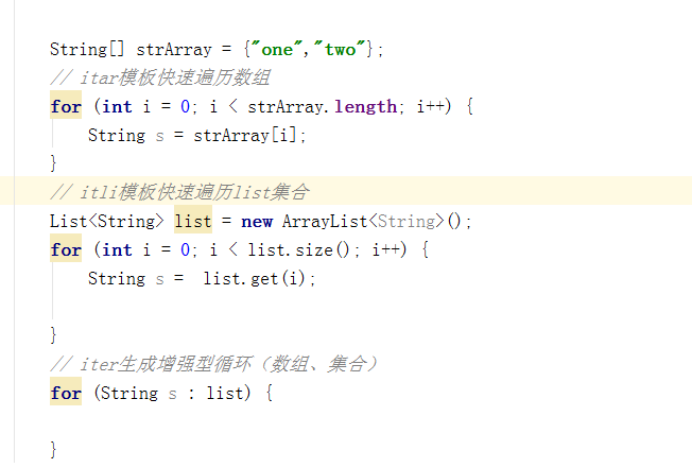 String[] strArray = {"one","two"};
// itar模板快速遍历数组
for (int i = 0; i < strArray.length; i++) {
String s = strArray[i];
}
// itli模板快速遍历list集合
List<String> list = new ArrayList<String>();
for (int i = 0; i < list.size(); i++) {
String s =  list.get(i);
}
// iter生成增强型循环（数组、集合）
for (String s : list) {
}